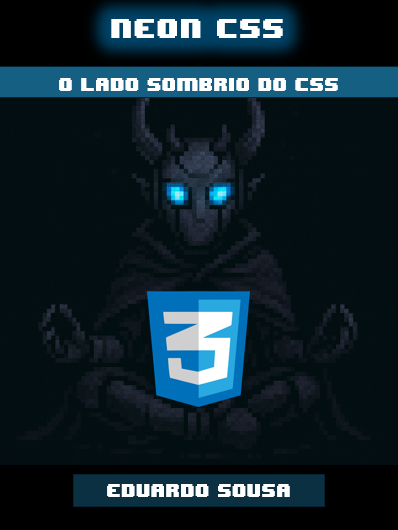 NEON CSS
O LADO SOMBRIO DO CSS
3
EDUARDO SOUSA